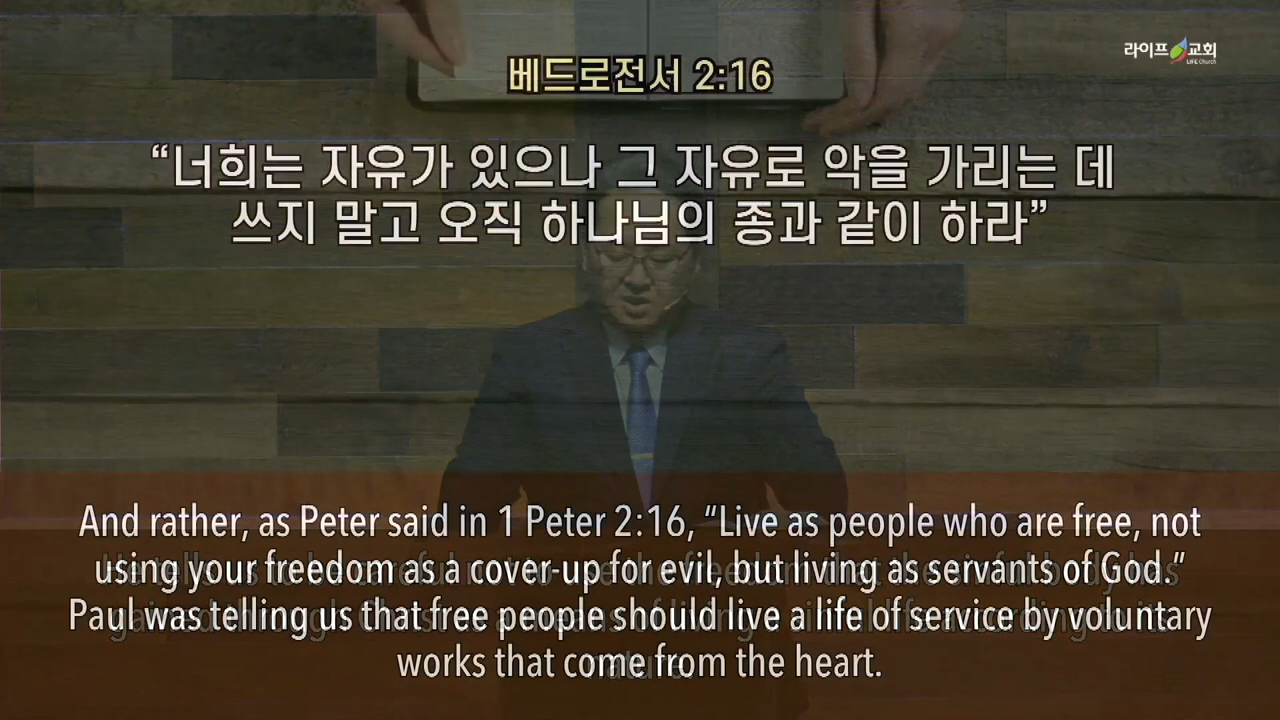 라이프 교회
LIFE Church
베드로전서 2:16
“너희는 자유가 있으나 그 자유로 악을 가리는 데
쓰지 말고 오직 하나님의 종과 같이 하라”
And rather, as Peter said in 1 Peter 2:16, “Live as people who are free, not
using your freedom as a cover-up for evil, but living as servants of God.”
Paul was telling us that free people should live a life of service by voluntary
works that come from the heart.